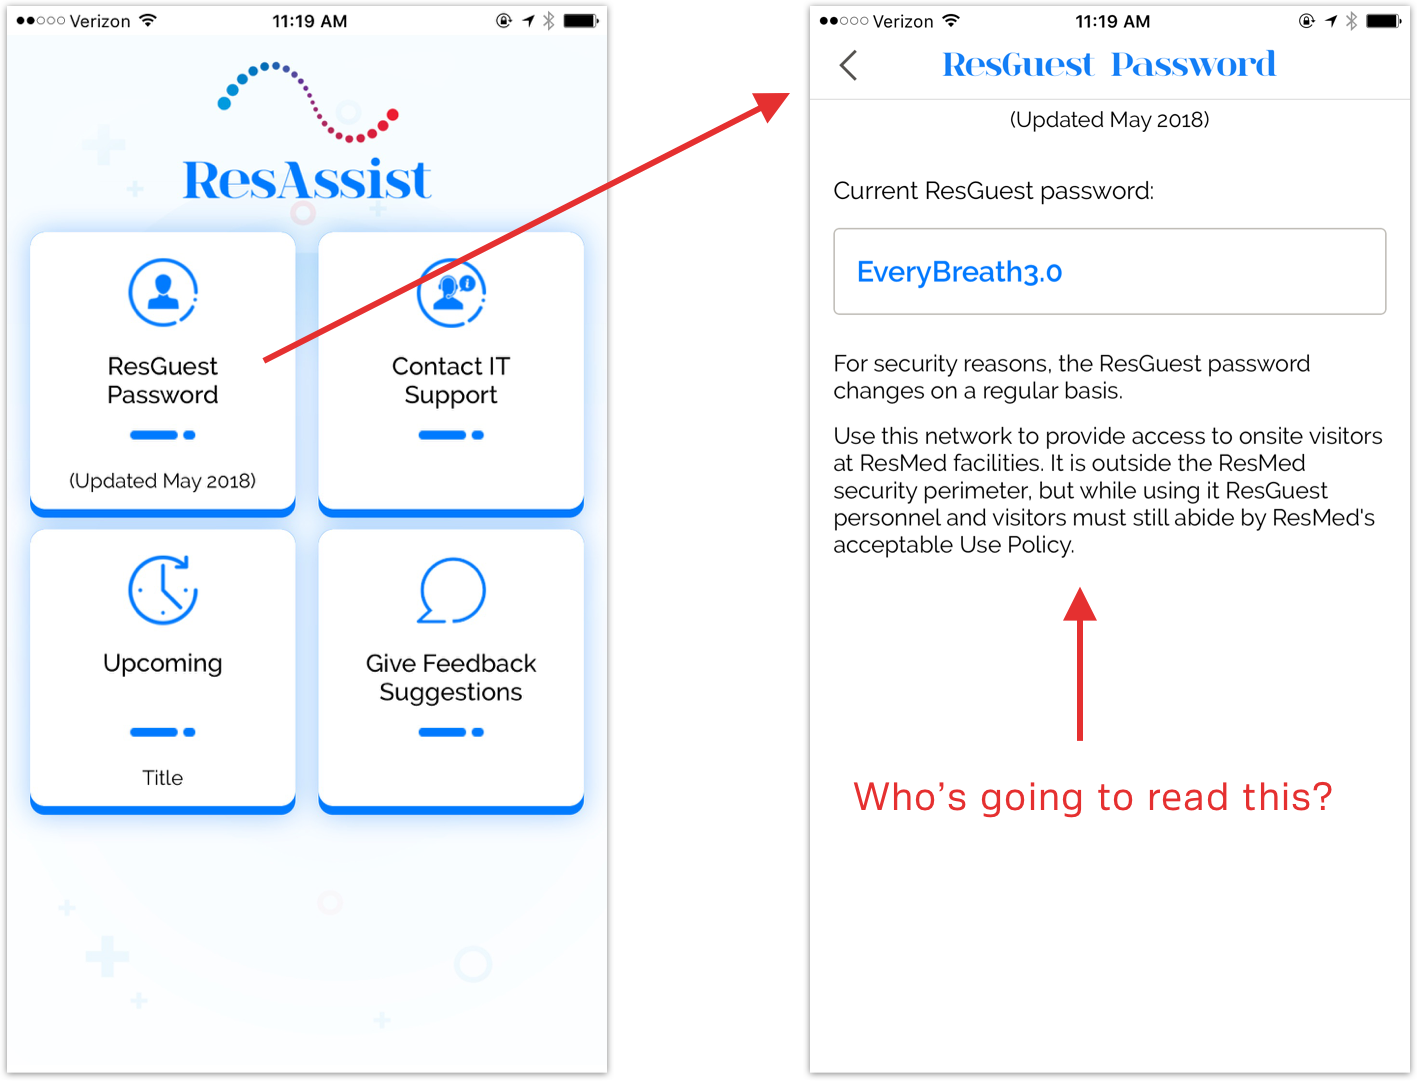 Verizon 11:19 AM
ResAssist
ResGuest
Password
(Updated May 2018)
Contact IT
Support
Upcoming
Title
Give Feedback
Suggestions
Verizon 11:19 AM
ResGuest Password
(Updated May 2018)
Current ResGuest password:
EveryBreath3.0
For security reasons, the ResGuest password
changes on a regular basis.
Use this network to provide access to onsite visitors
at ResMed facilities. It is outside the ResMed
security perimeter, but while using it ResGuest
personnel and visitors must still abide by ResMed's
acceptable Use Policy.
Who's going to read this?